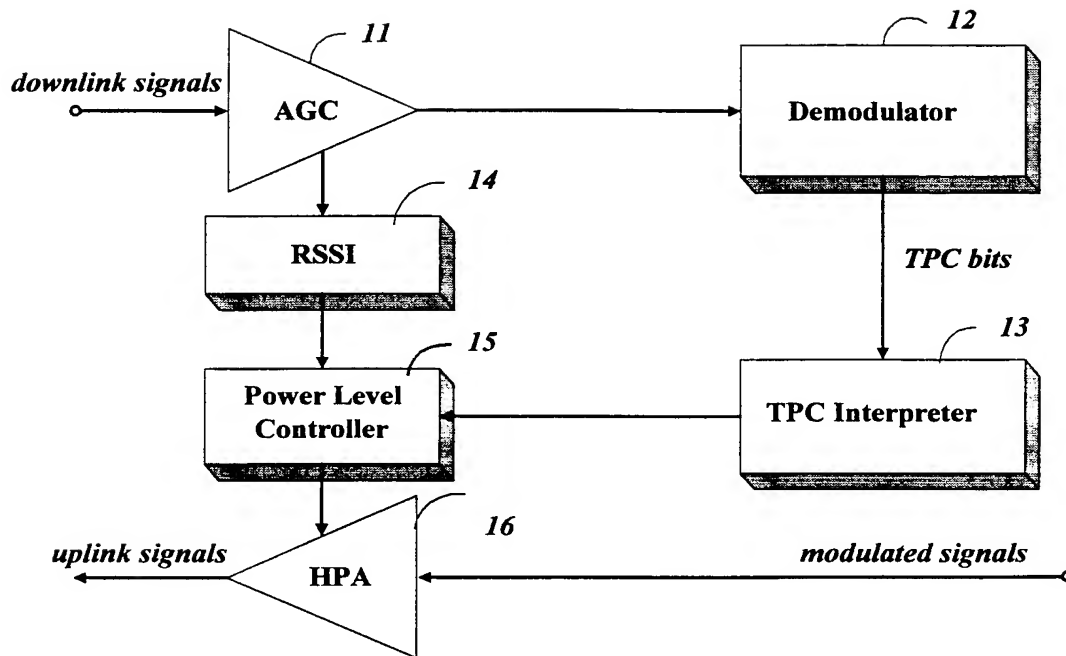 11
12
downlink signals
AGC
Demodulator
14
RSSI
TPC bits
13
15
Power Level
Controller
TPC Interpreter
16
uplink signals
HPA
modulated signals